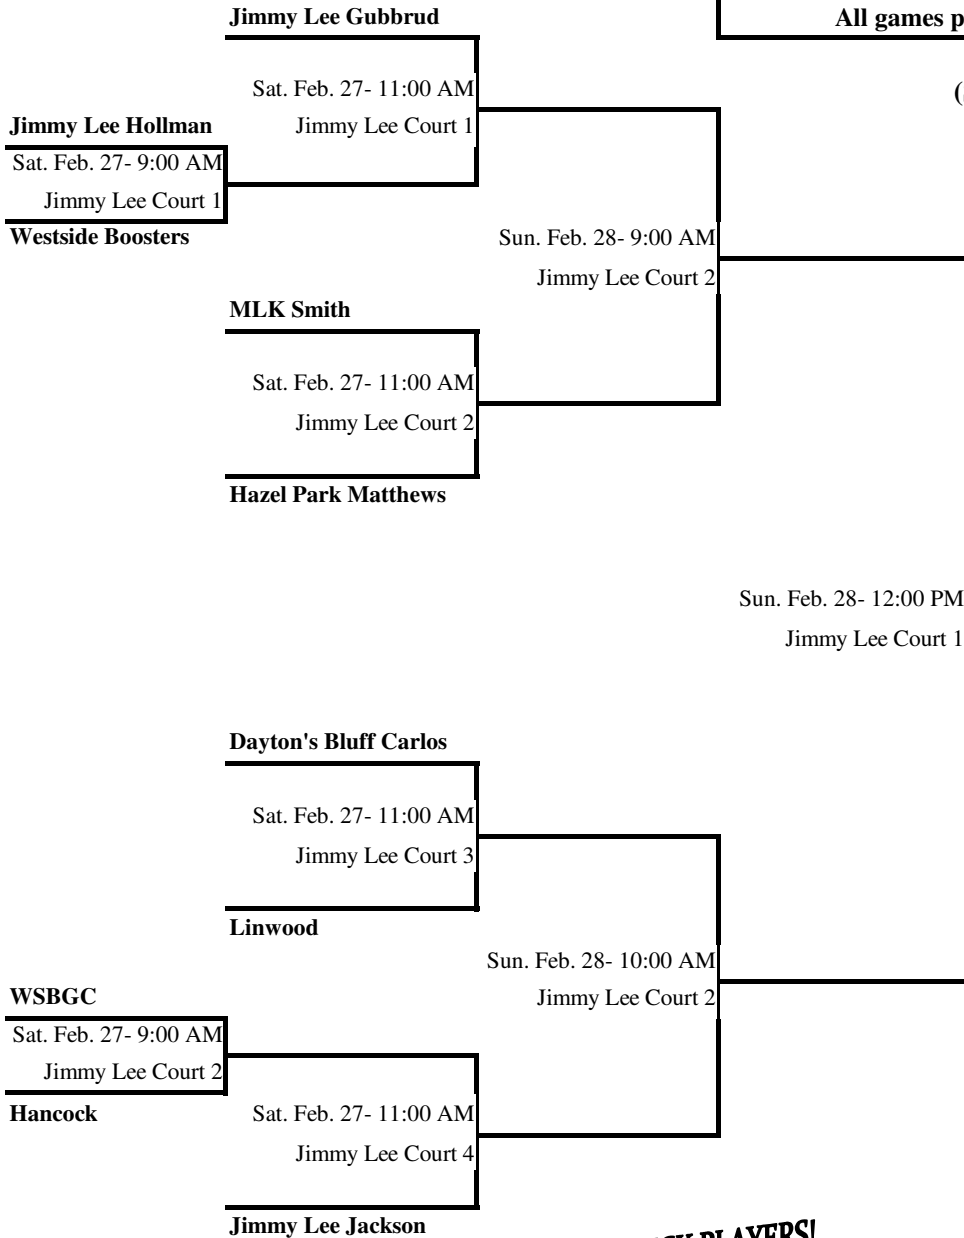 Jimmy Lee Gubbrud
All games
Sat. Feb. 27- 11:00 AM
(
Jimmy Lee Hollman
Jimmy Lee Court 1
Sat. Feb. 27- 9:00 AM
Jimmy Lee Court 1
Westside Boosters
Sun. Feb. 28- 9:00 AM
Jimmy Lee Court 2
MLK Smith
Sat. Feb. 27- 11:00 AM
Jimmy Lee Court 2
Hazel Park Matthews
Sun. Feb. 28- 12:00 PM
Jimmy Lee Court 1
Dayton's Bluff Carlos
Sat. Feb. 27- 11:00 AM
Jimmy Lee Court 3
Linwood
Sun. Feb. 28- 10:00 AM
WSBGC
Jimmy Lee Court 2
Sat. Feb. 27- 9:00 AM
Jimmy Lee Court 2
Hancock
Sat. Feb. 27- 11:00 AM
Jimmy Lee Court 4
Jimmy Lee Jackson
PLAYERS!